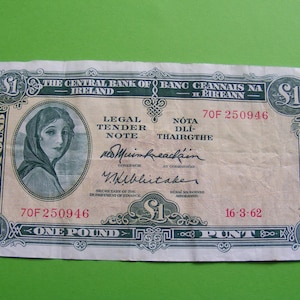 £1 THE CENTRAL BANK OF BANC CEANNAIS NA £1
IRELAND h ÉIREANN
70F 250946
LEGAL NÓTA
TENDER DLÍ-
NOTE THAIRGTHE
70F 250946
£1
16·3·62
ONE POUND PUNT